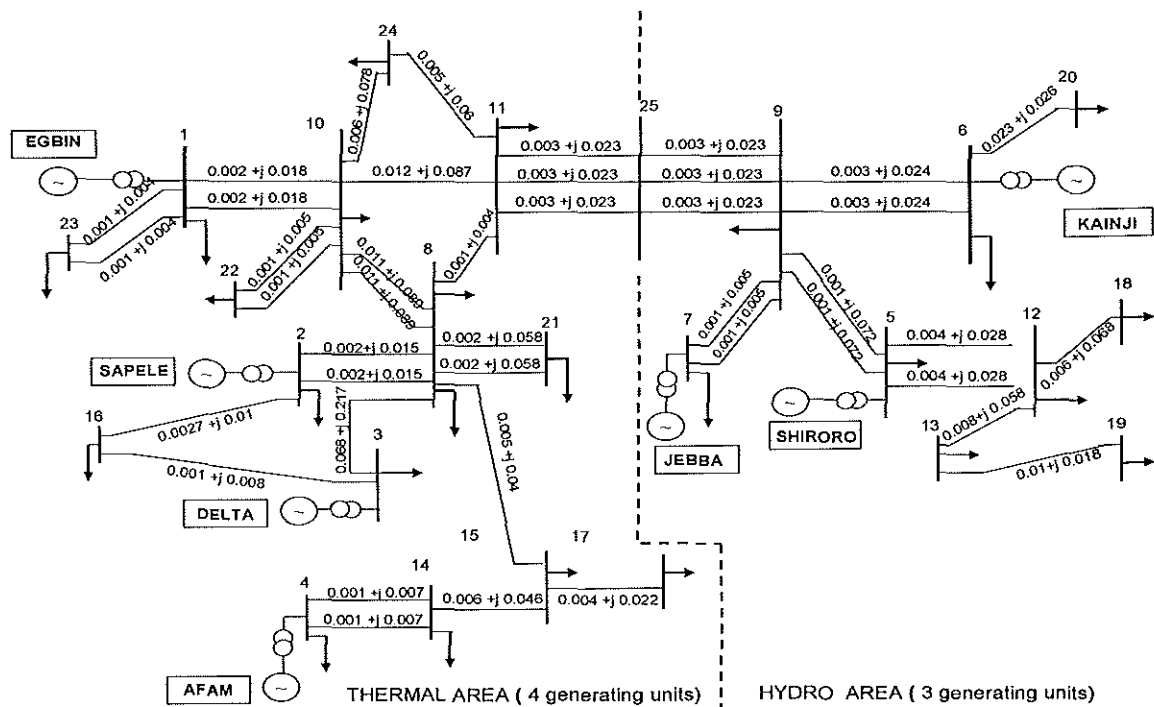 24
20
0.006 +j 0.078
0.005 +j 0.06
11
25
9
6
0.023 +j 0.026
10
EGBIN
1
0.003 +j 0.023
0.003 +j 0.023
0.002 +j 0.018
0.012 +j 0.087
0.003 +j 0.023
0.003 +j 0.023
0.003 +j 0.024
0.002 +j 0.018
0.003 +j 0.023
0.003 +j 0.023
0.003 +j 0.024
KAINJI
0.001 +j 0.004
23
0.001 +j 0.004
0.001 +j 0.005
0.001 +j 0.005
22
0.011 +j 0.089
0.011 +j 0.089
8
0.001 +j 0.004
0.001 +j 0.005
0.001 +j 0.005
7
0.001 +j 0.072
0.001 +j 0.072
5
12
18
2
0.002+j 0.015
0.002 +j 0.058
21
0.004 +j 0.028
0.006 +j 0.068
SAPELE
0.002+j 0.015
0.002 +j 0.058
0.004 +j 0.028
16
0.0027 +j 0.01
0.068 +j 0.217
3
0.005 +j 0.04
JEBBA
SHIRORO
13
0.008+j 0.058
19
0.001 +j 0.008
0.01+j 0.018
DELTA
15
17
4
14
0.001 +j 0.007
0.006 +j 0.046
0.004 +j 0.022
0.001 +j 0.007
AFAM
THERMAL AREA ( 4 generating units)
HYDRO AREA ( 3 generating units)